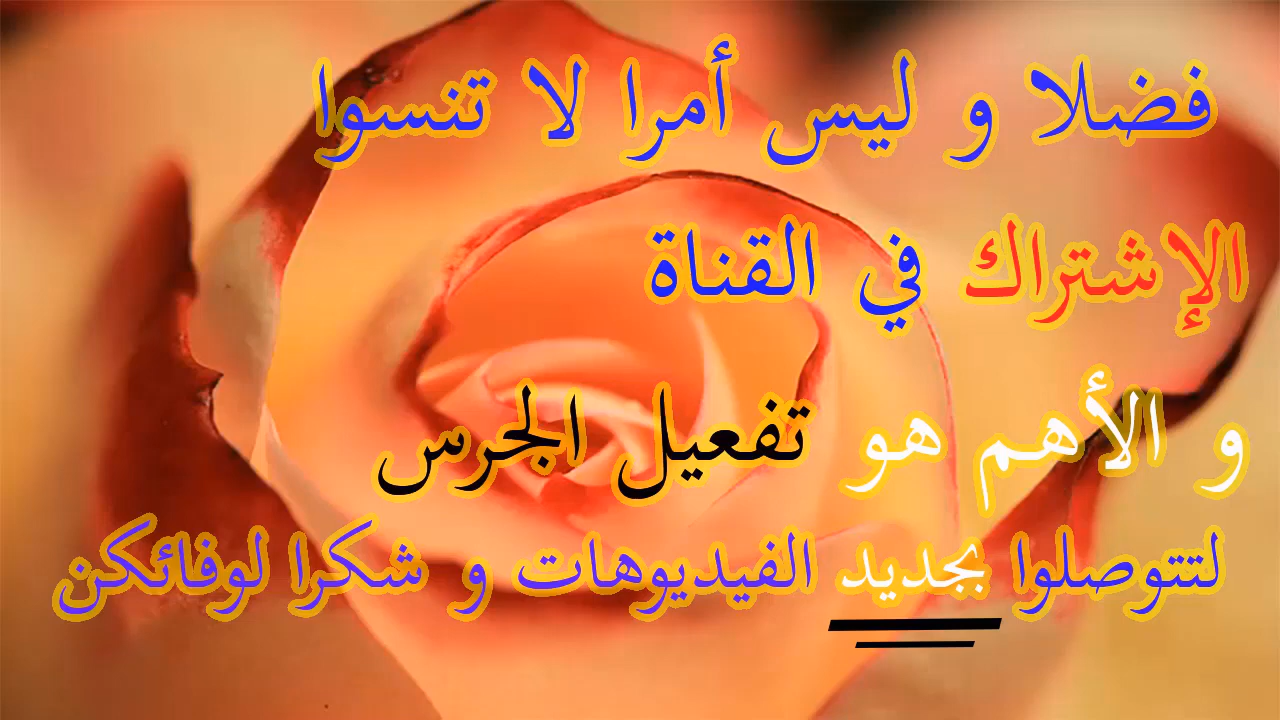 فضلا و ليس أمرا لا تنسوا
الإشتراك في القناة
و الأهم هو تفعيل الجرس
لتتوصلوا بجديد الفيديوهات و شكرا لوفائكن